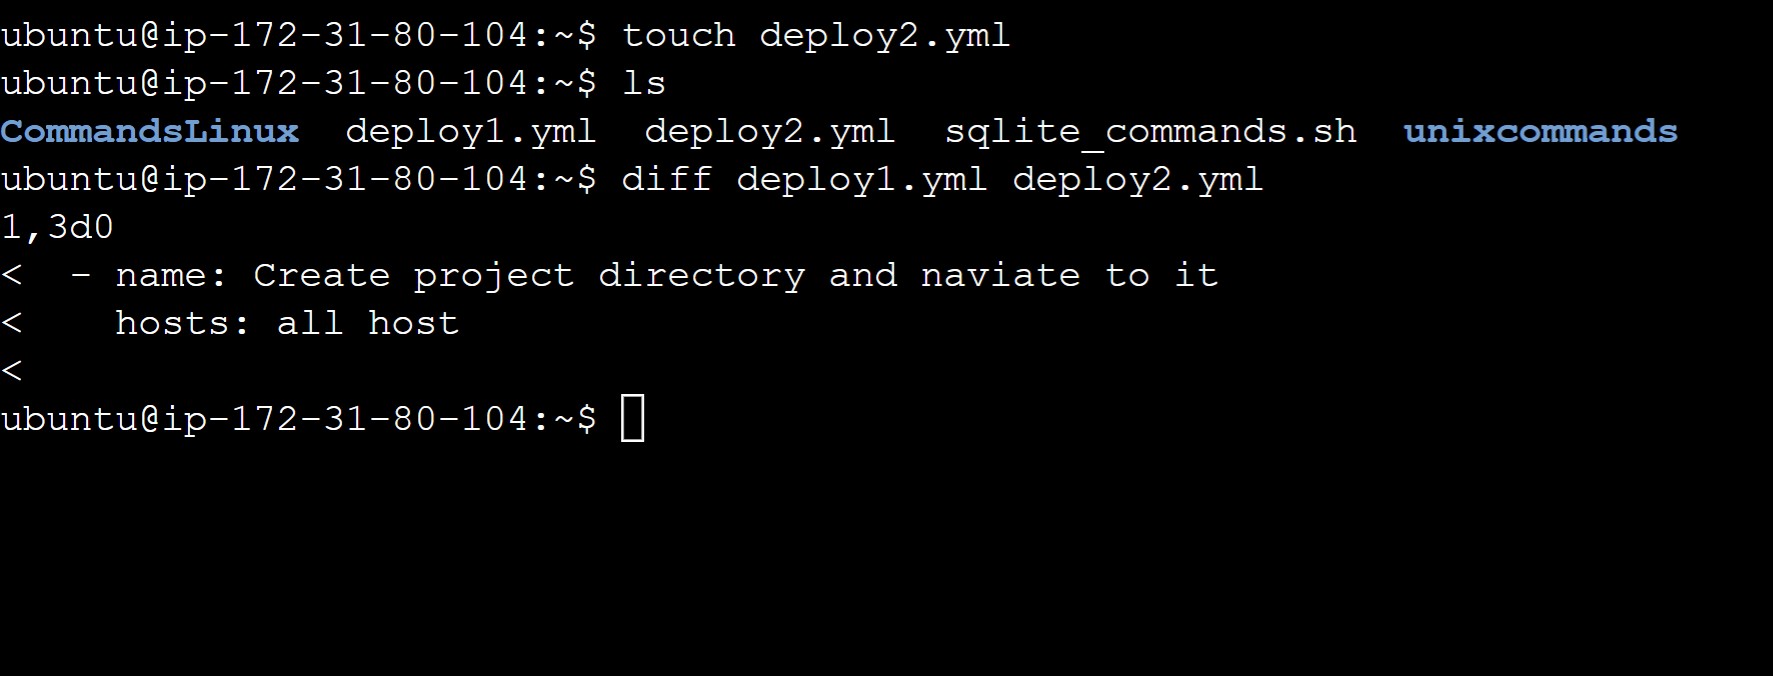 ubuntu@ip-172-31-80-104:~$ touch deploy2.yml
ubuntu@ip-172-31-80-104:~$ ls
CommandsLinux  deploy1.yml  deploy2.yml  sqlite_commands.sh  unixcommands
ubuntu@ip-172-31-80-104:~$ diff deploy1.yml deploy2.yml
1,3d0
<  - name: Create project directory and naviate to it
<    hosts: all host
<
ubuntu@ip-172-31-80-104:~$